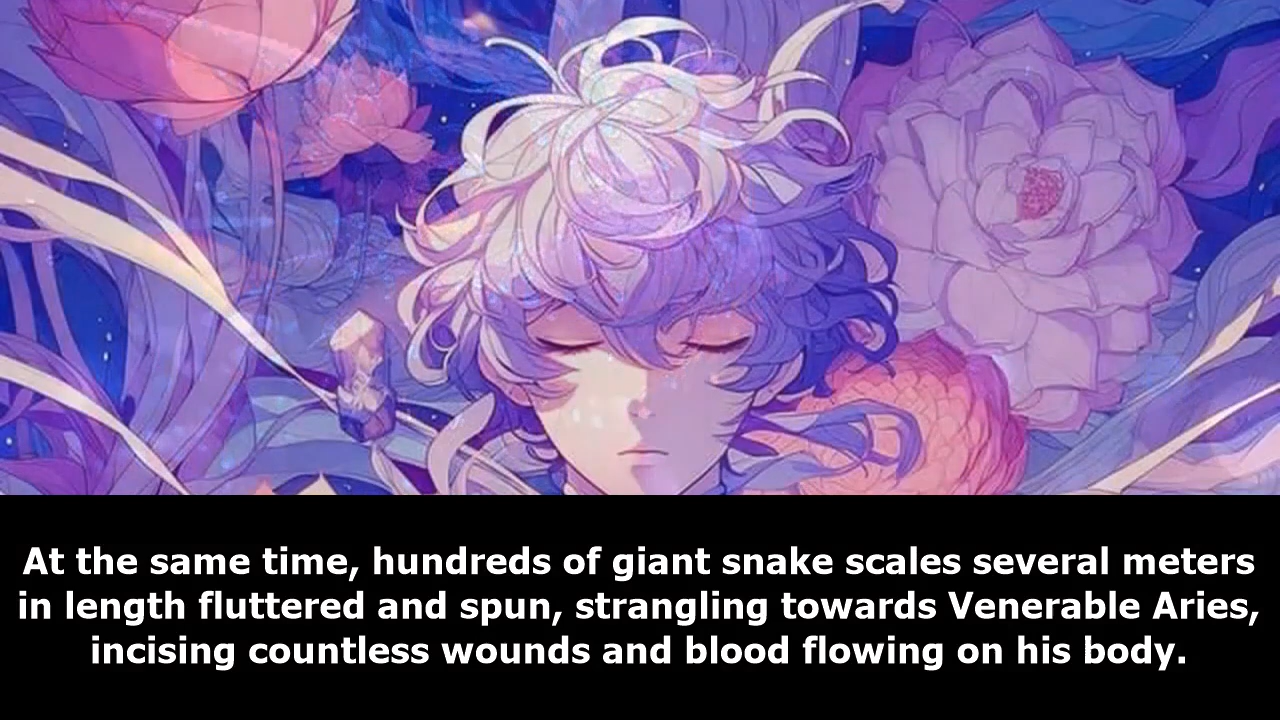 At the same time, hundreds of giant snake scales several meters
in length fluttered and spun, strangling towards Venerable Aries,
incising countless wounds and blood flowing on his body.